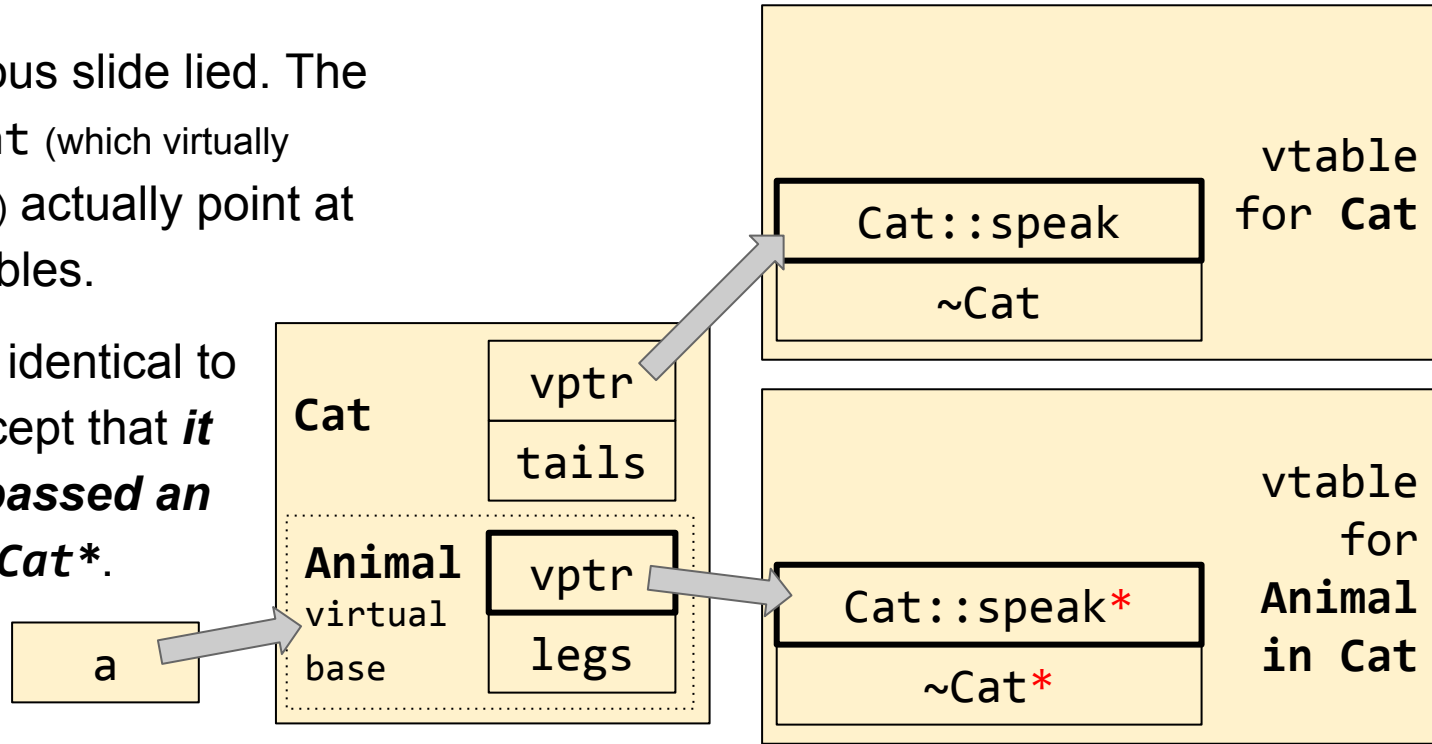 ous slide lied. The
at (which virtually
) actually point at
bles.
identical to
cept that it
passed an
Cat*.
a
Cat
vptr
tails
Animal
virtual
base
vptr
legs
Cat::speak
~Cat
vtable
for Cat
Cat::speak*
~Cat*
vtable
for
Animal
in Cat